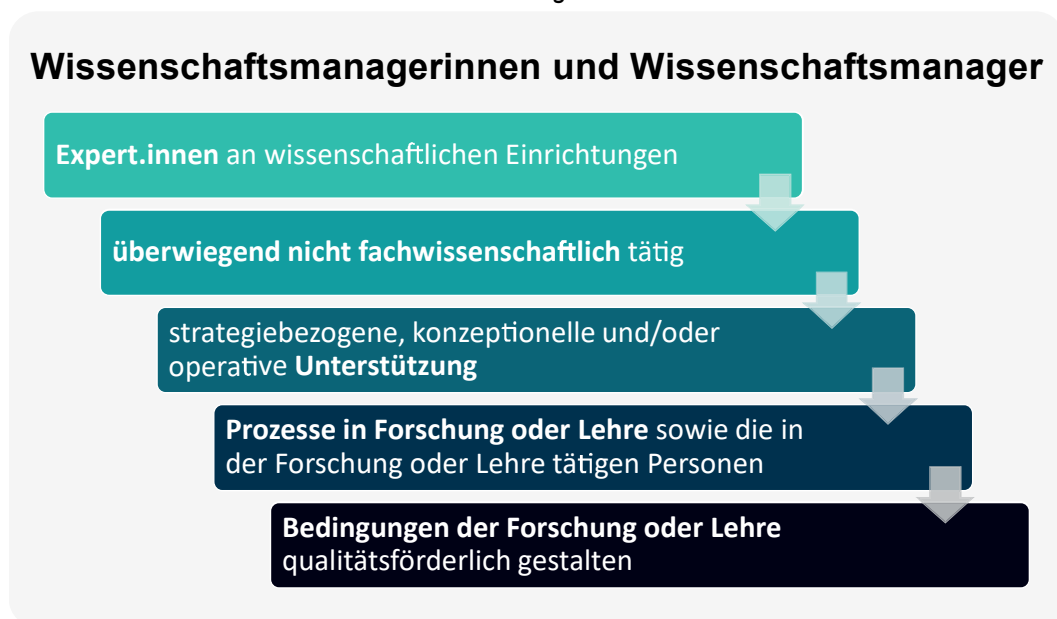 Wissenschaftsmanagerinnen und Wissenschaftsmanager
Expert.innen an wissenschaftlichen Einrichtungen
überwiegend nicht fachwissenschaftlich tätig
strategiebezogene, konzeptionelle und/oder
operative Unterstützung
Prozesse in Forschung oder Lehre sowie die in
der Forschung oder Lehre tätigen Personen
Bedingungen der Forschung oder Lehre
qualitätsförderlich gestalten